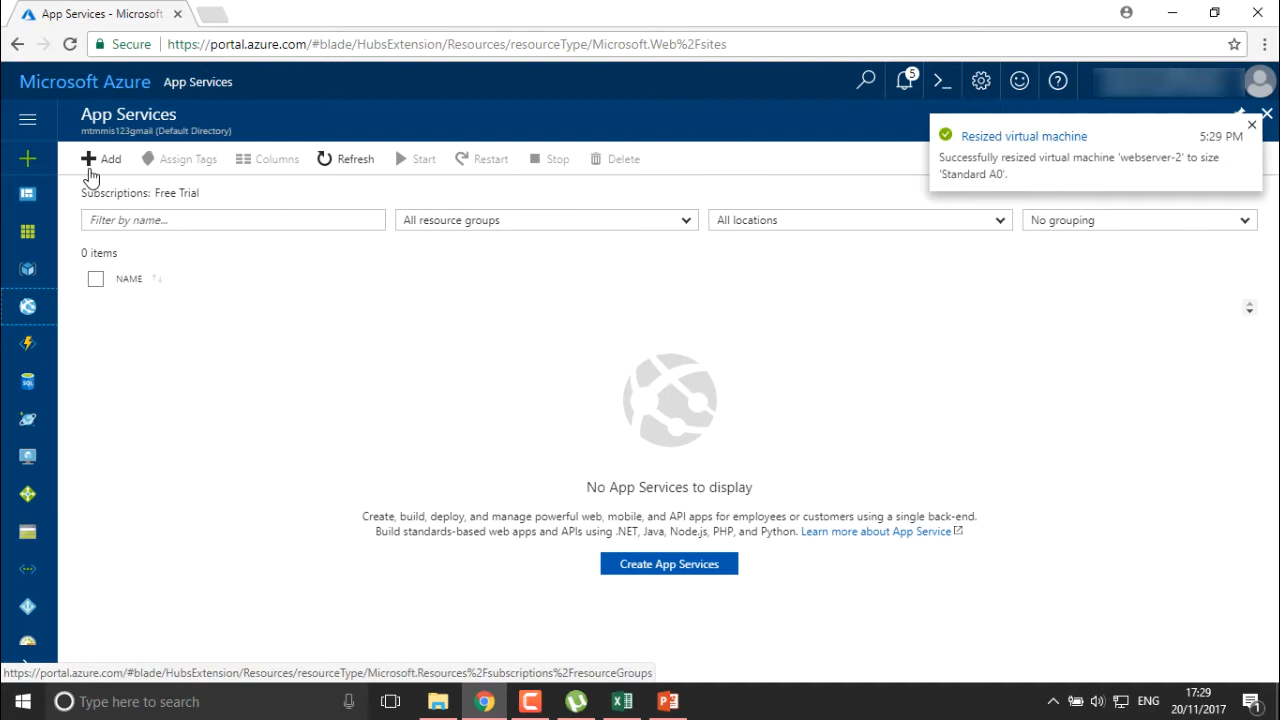 App Services - Microsoft
Secure
https://portal.azure.com/#blade/HubsExtension/Resources/resourceType/Microsoft.Web%2Fsites
Microsoft Azure App Services
5
App Services
mtmmis123gmail (Default Directory)
Resized virtual machine 5:29 PM
Successfully resized virtual machine 'webserver-2' to size
'Standard A0'.
Add Assign Tags Columns Refresh Start Restart Stop Delete
Subscriptions: Free Trial
Filter by name... All resource groups All locations No grouping
0 items
NAME
No App Services to display
Create, build, deploy, and manage powerful web, mobile, and API apps for employees or customers using a single back-end.
Build standards-based web apps and APIs using .NET, Java, Node.js, PHP, and Python. Learn more about App Service
Create App Services
SQL
https://portal.azure.com/#blade/HubsExtension/Resources/resourceType/Microsoft.Resources%2Fsubscriptions%2FresourceGroups
Type here to search
ENG
17:29
20/11/2017
1